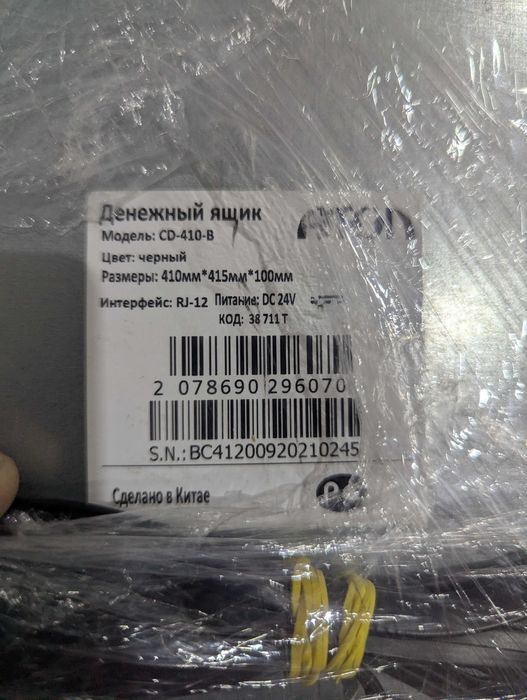 Денежный ящик
АТОЛ
Модель: CD-410-B
Цвет: черный
Размеры: 410мм*415мм*100мм
Интерфейс: RJ-12 Питание: DC 24V
КОД: 38 711 Т
2 078690 296070
S.N.: BC41200920210245
Сделано в Китае